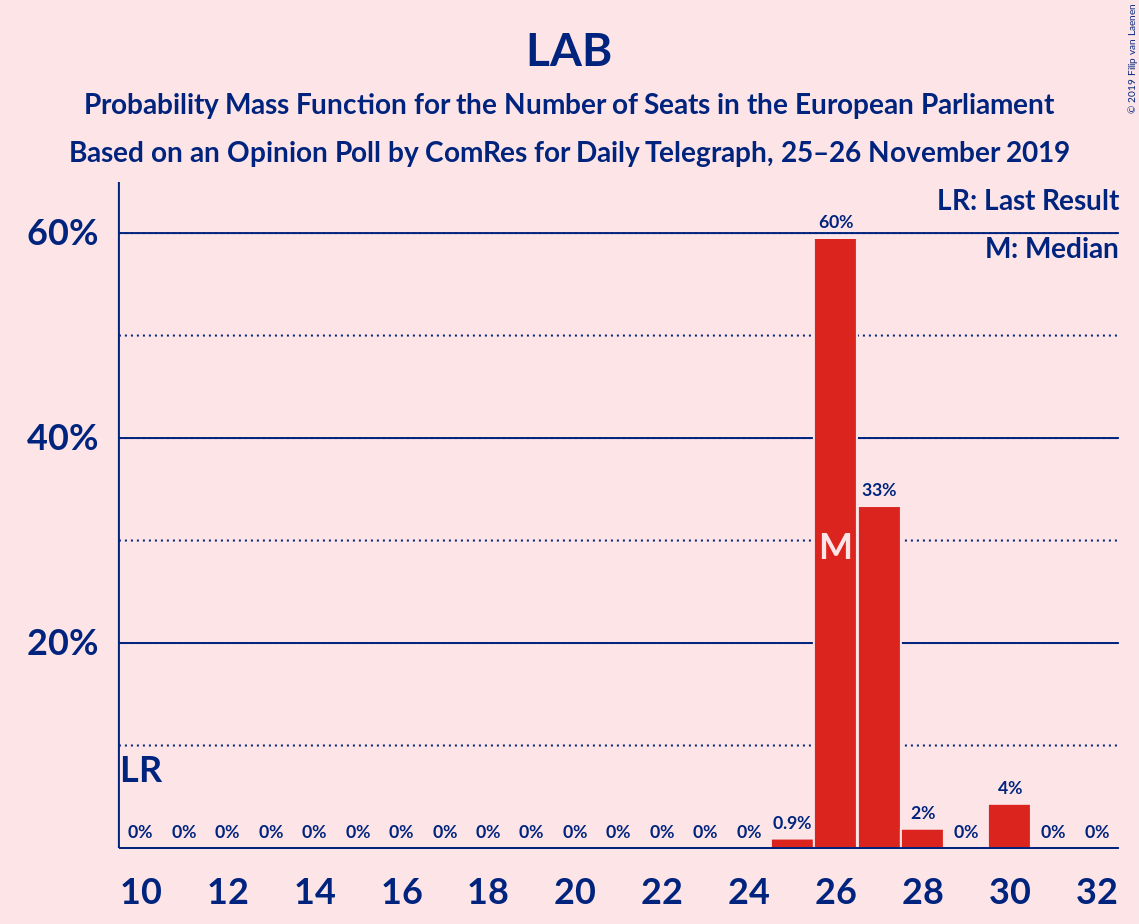 LAB
Probability Mass Function for the Number of Seats in the European Parliament
Based on an Opinion Poll by ComRes for Daily Telegraph, 25–26 November 2019
© 2019 Filip van Laenen
LR: Last Result
M: Median
60%
40%
20%
60%
33%
M
LR
0% 0% 0% 0% 0% 0% 0% 0% 0% 0% 0% 0% 0% 0% 0% 0.9% 2% 0% 4% 0% 0%
10 12 14 16 18 20 22 24 26 28 30 32